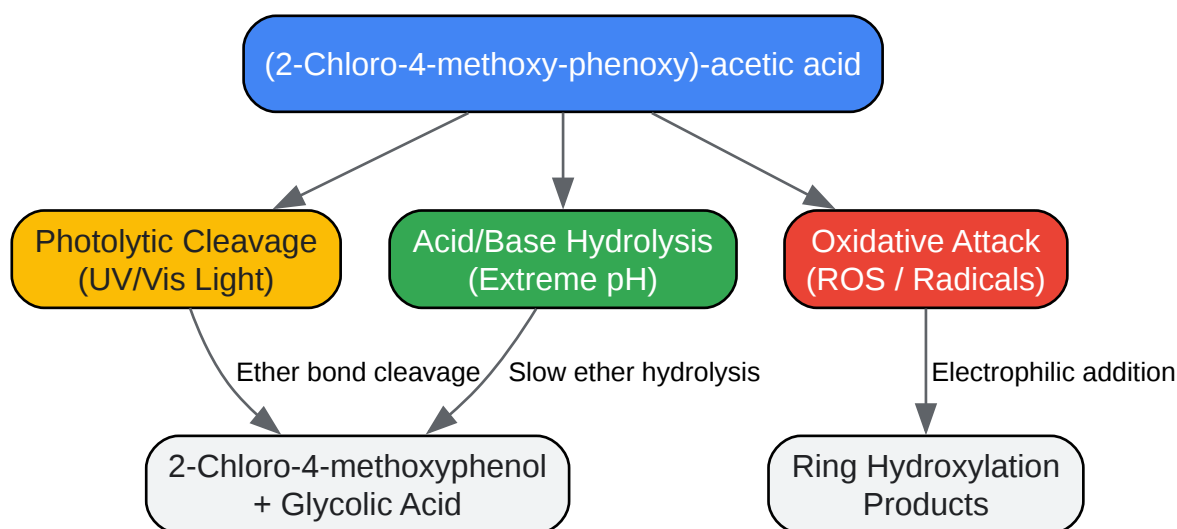 (2-Chloro-4-methoxy-phenoxy)-acetic acid
Photolytic Cleavage
(UV/Vis Light)
Acid/Base Hydrolysis
(Extreme pH)
Oxidative Attack
(ROS / Radicals)
Ether bond cleavage
Slow ether hydrolysis
Electrophilic addition
2-Chloro-4-methoxyphenol
+ Glycolic Acid
Ring Hydroxylation
Products